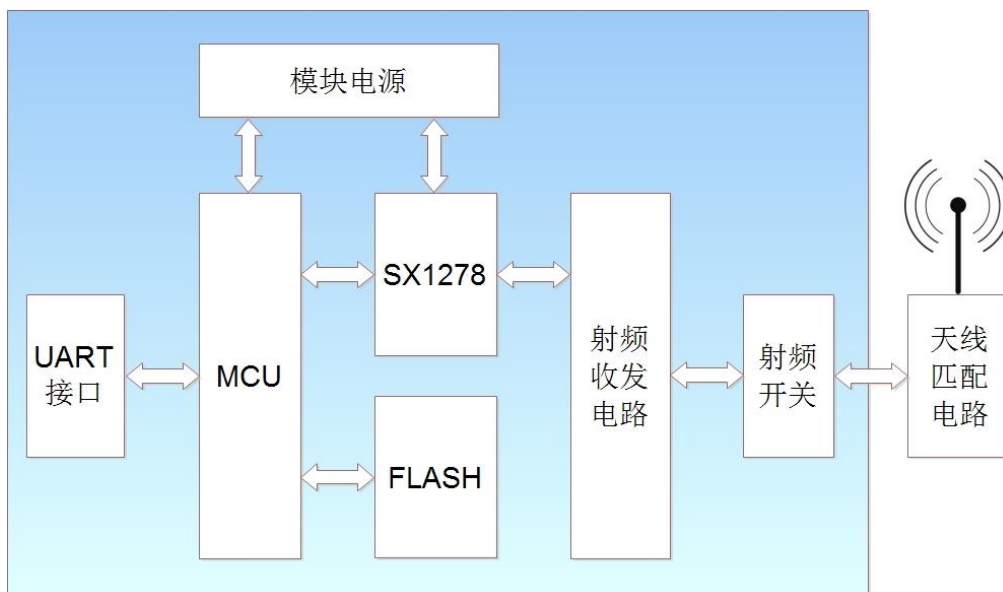 模块电源
MCU
SX1278
FLASH
UART
接口
射频
收发
电路
射频
开关
天线
匹配
电路